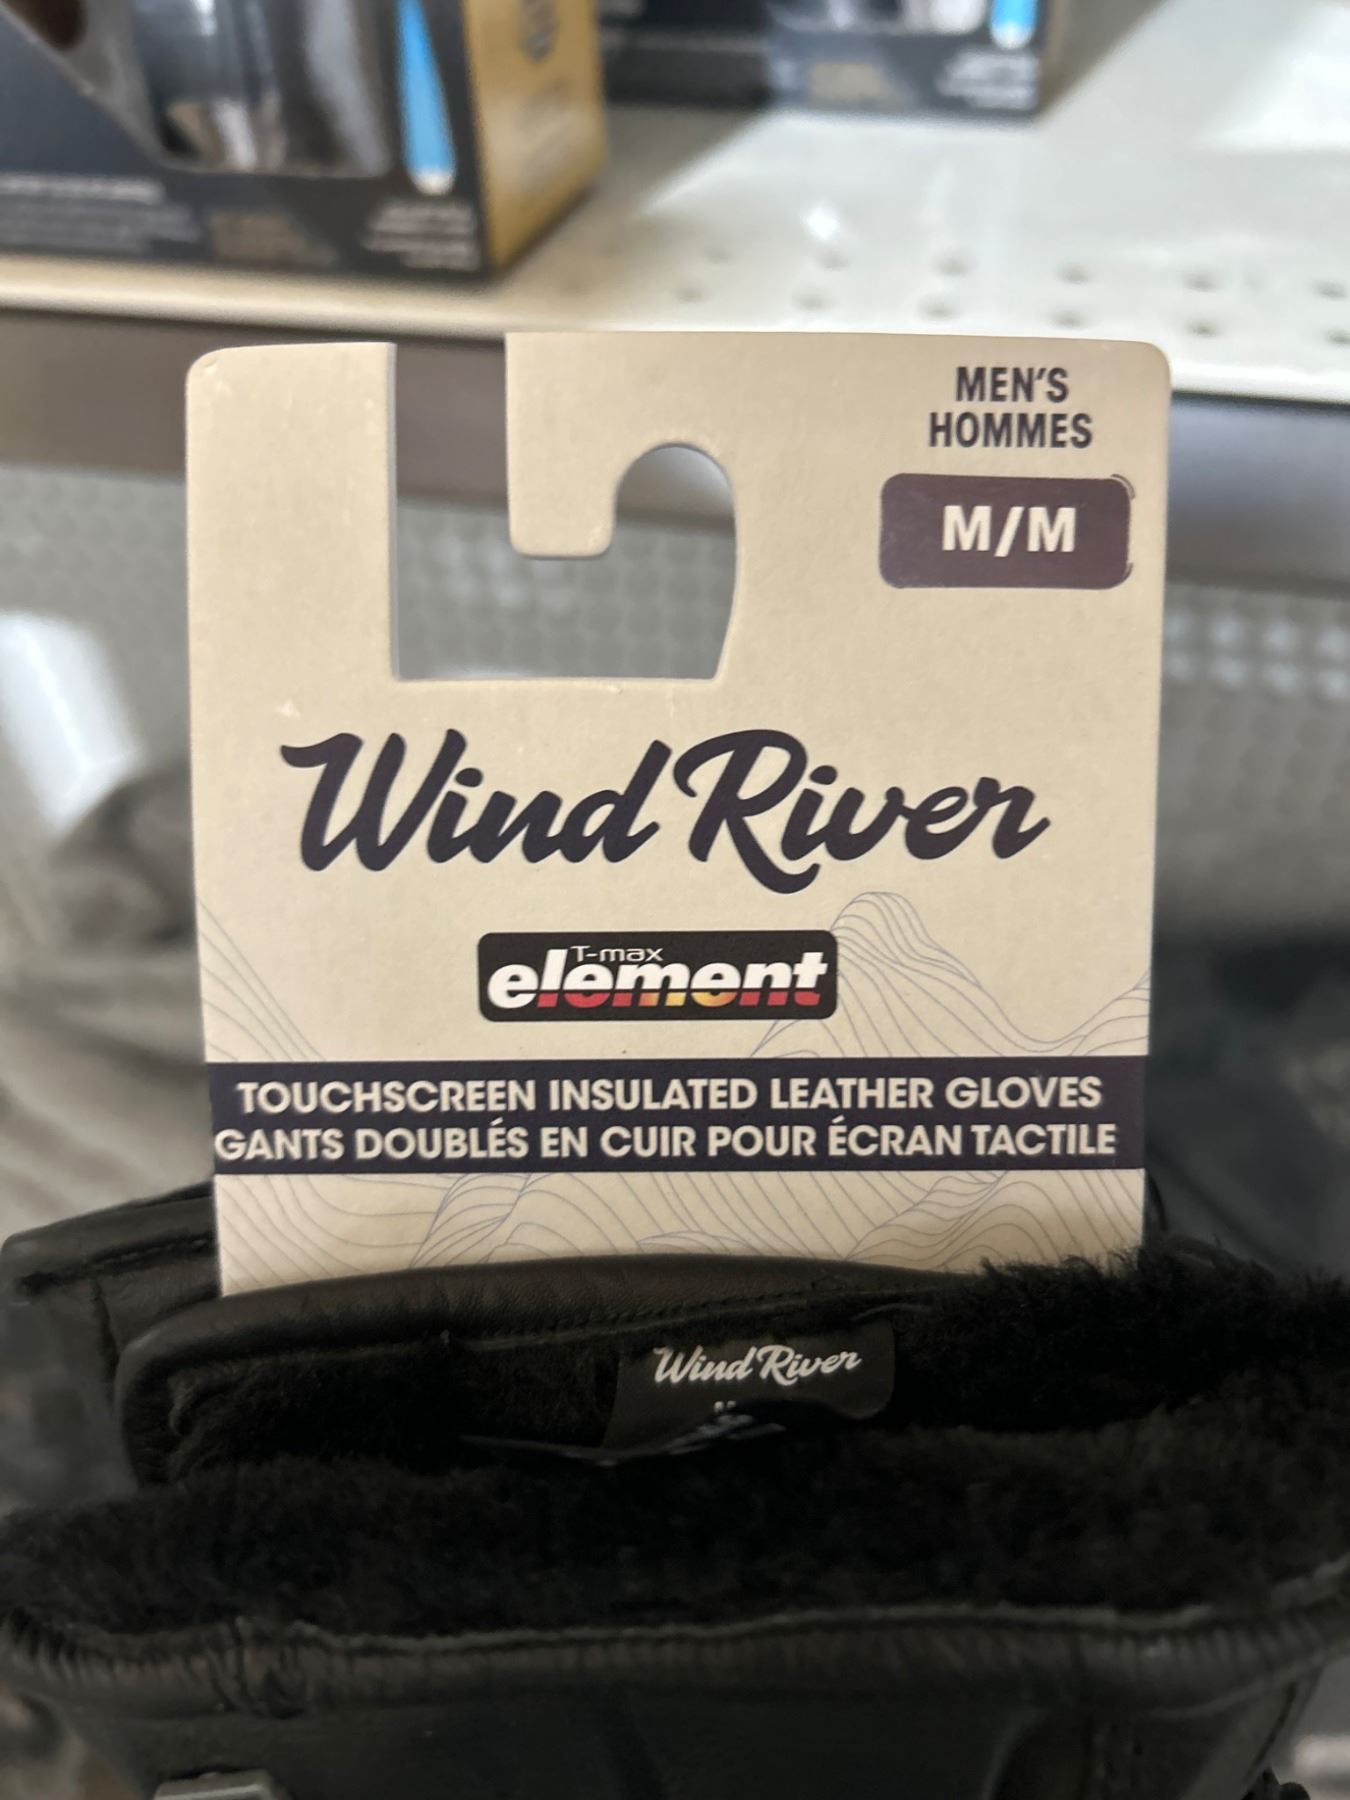 MEN'S
HOMMES
M/M
Wind River
T-max
element
TOUCHSCREEN INSULATED LEATHER GLOVES
GANTS DOUBLÉS EN CUIR POUR ÉCRAN TACTILE
Wind River